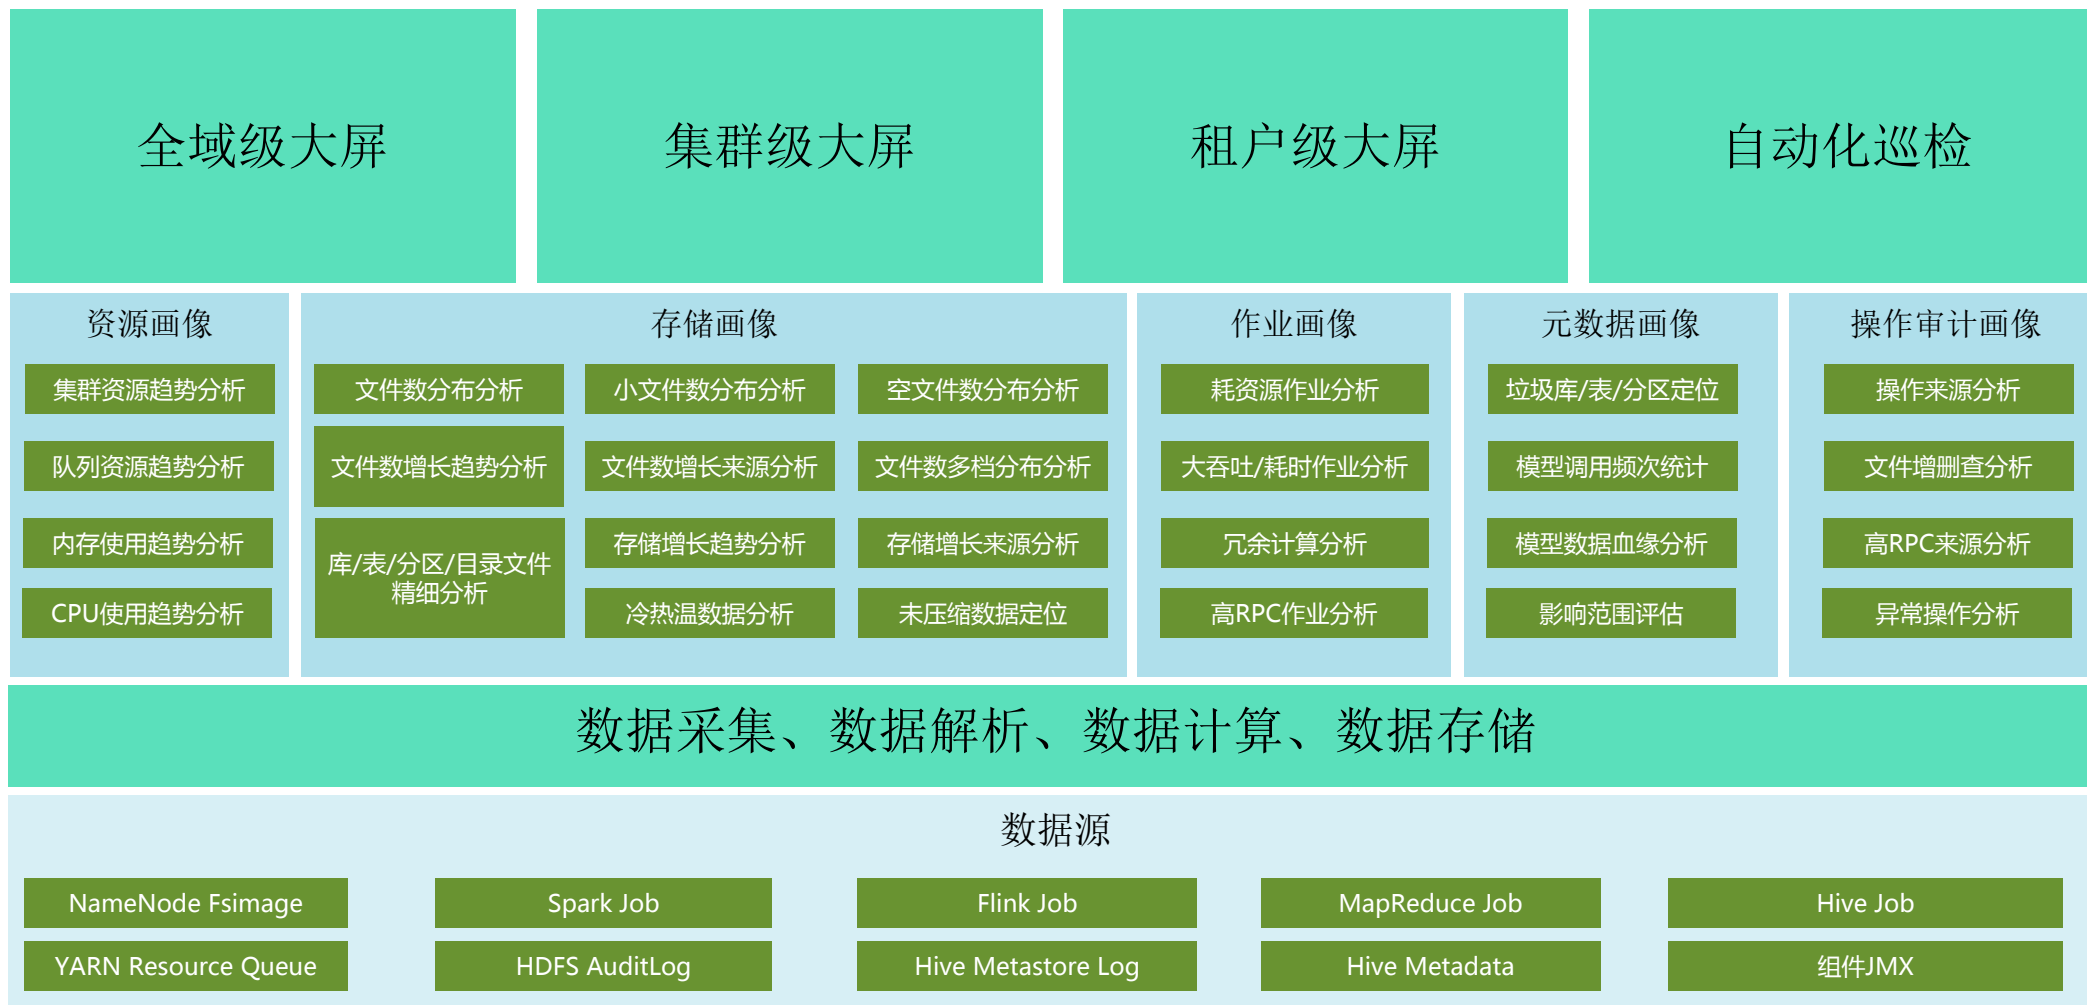 全域级大屏
集群级大屏
租户级大屏
自动化巡检
资源画像
集群资源趋势分析
队列资源趋势分析
内存使用趋势分析
CPU使用趋势分析
存储画像
文件数分布分析
小文件数分布分析
空文件数分布分析
文件数增长趋势分析
文件数增长来源分析
文件数多档分布分析
库/表/分区/目录文件
精细分析
存储增长趋势分析
存储增长来源分析
冷热温数据分析
未压缩数据定位
作业画像
耗资源作业分析
大吞吐/耗时作业分析
冗余计算分析
高RPC作业分析
元数据画像
垃圾库/表/分区定位
模型调用频次统计
模型数据血缘分析
影响范围评估
操作审计画像
操作来源分析
文件增删查分析
高RPC来源分析
异常操作分析
数据采集、数据解析、数据计算、数据存储
数据源
NameNode Fsimage
Spark Job
Flink Job
MapReduce Job
Hive Job
YARN Resource Queue
HDFS AuditLog
Hive Metastore Log
Hive Metadata
组件JMX